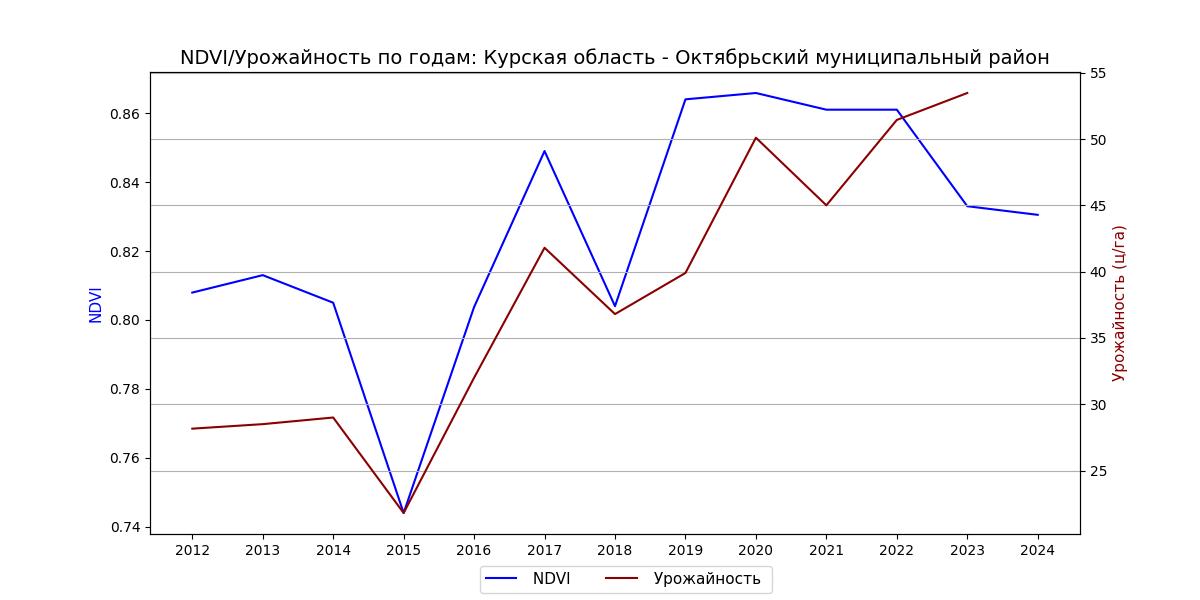 NDVI/Урожайность по годам: Курская область - Октябрьский муниципальный район
NDVI
0.86
0.84
0.82
0.80
0.78
0.76
0.74
55
50
45
40
35
30
25
Урожайность (ц/га)
2012 2013 2014 2015 2016 2017 2018 2019 2020 2021 2022 2023 2024
NDVI Урожайность